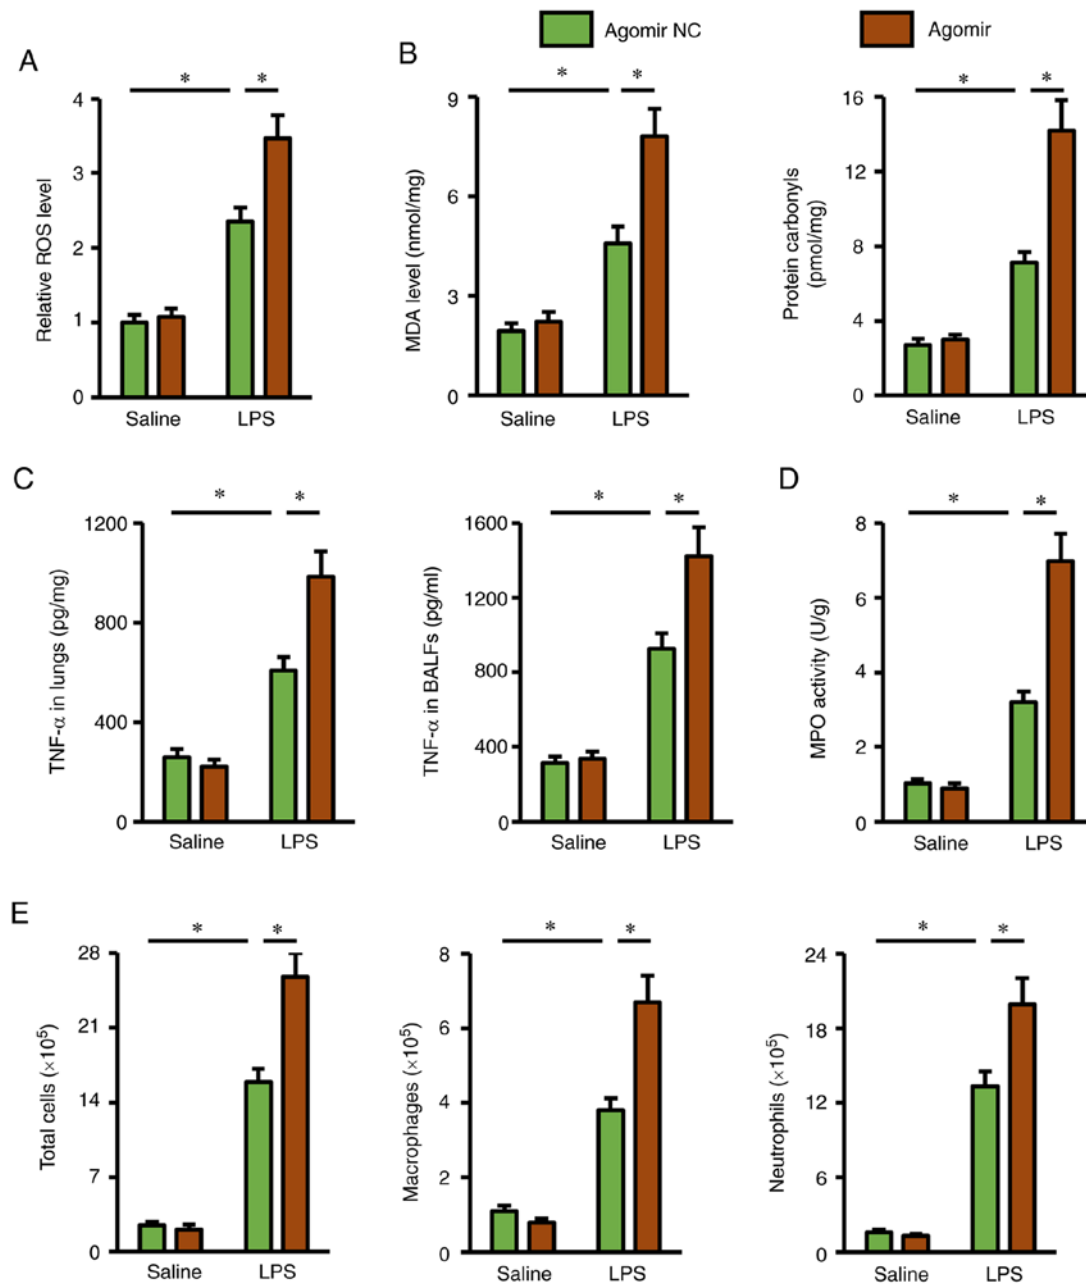 Agomir NC
Agomir
A
*
*
Relative ROS level
4
3
2
1
0
Saline
LPS
B
*
*
MDA level (nmol/mg)
9
6
3
0
Saline
LPS
*
*
Protein carbonyls
(pmol/mg)
16
12
8
4
0
Saline
LPS
C
*
*
TNF-α in lungs (pg/mg)
1200
800
400
0
Saline
LPS
*
*
TNF-α in BALFs (pg/ml)
1600
1200
800
400
0
Saline
LPS
D
*
*
MPO activity (U/g)
8
6
4
2
0
Saline
LPS
E
*
*
Total cells (×10⁵)
28
21
14
7
0
Saline
LPS
*
*
Macrophages (×10⁵)
8
6
4
2
0
Saline
LPS
*
*
Neutrophils (×10⁵)
24
18
12
6
0
Saline
LPS